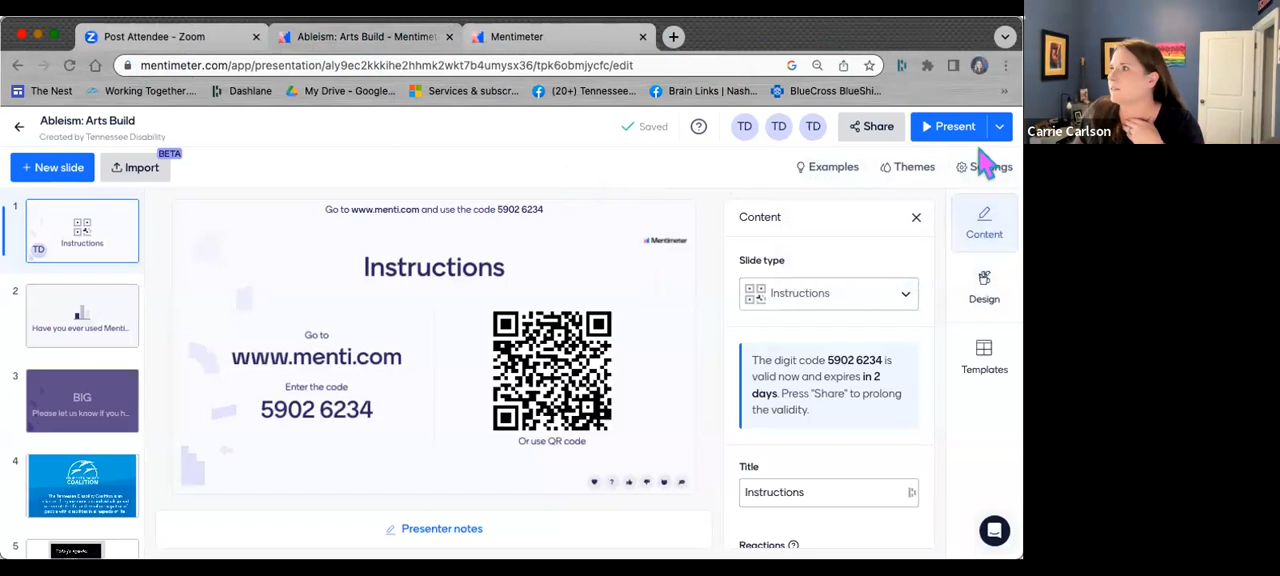 Post Attendee - Zoom
Ableism: Arts Build - Mentimet
Mentimeter
mentimeter.com/app/presentation/aly9ec2kkkihe2hhmk2wkt7b4umysx36/tpk6obmjycfc/edit
The Nest
Working Together....
Dashlane
My Drive - Google...
Services & subscr...
(20+) Tennessee...
Brain Links | Nash...
BlueCross BlueShi...
Carrie Carlson
Ableism: Arts Build
Created by Tennessee Disability
Saved
?
TD
TD
TD
Share
Present
+ New slide
Import
BETA
Examples
Themes
Settings
1
Instructions
TD
2
Have you ever used Menti...
3
BIG
Please let us know if you h...
4
COALITION
5
Today's Agenda
Go to www.menti.com and use the code 5902 6234
Mentimeter
Instructions
Go to
www.menti.com
Enter the code
5902 6234
Or use QR code
Presenter notes
Content
Slide type
Instructions
The digit code 5902 6234 is
valid now and expires in 2
days. Press "Share" to prolong
the validity.
Title
Instructions
Reactions
Content
Design
Templates